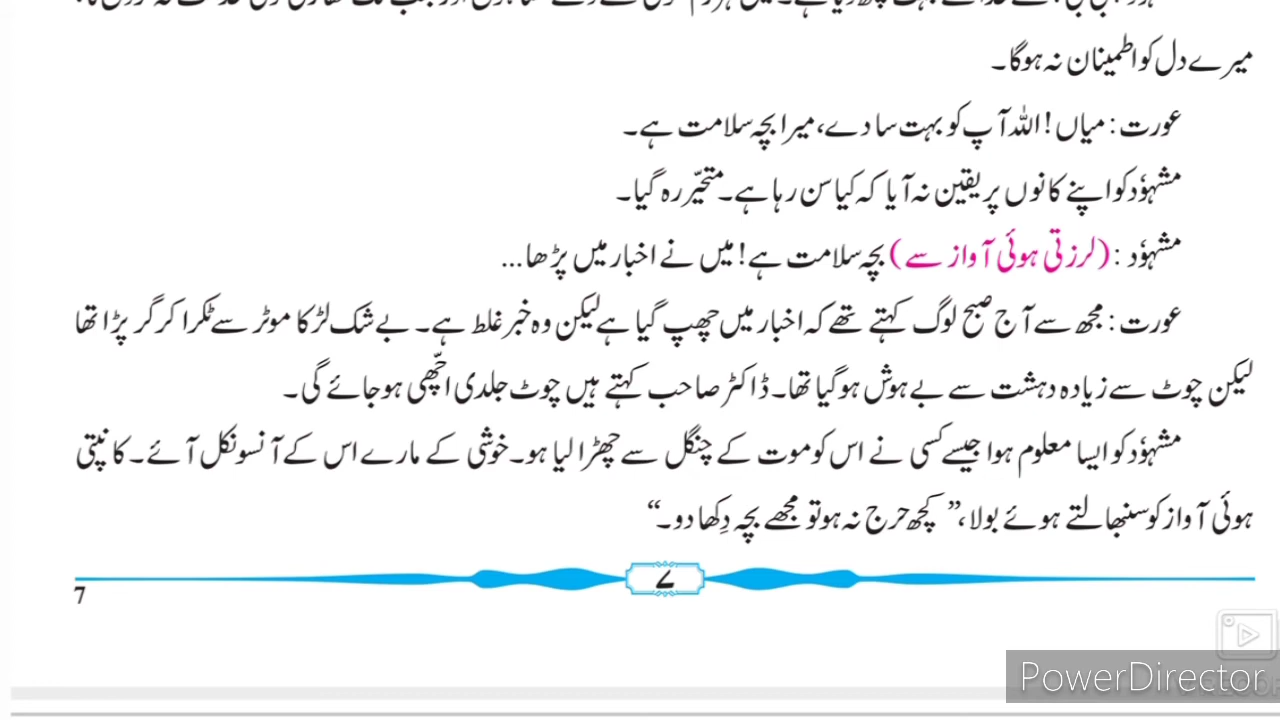 میرے دل کو اطمینان نہ ہوگا۔
عورت : میاں! اللہ آپ کو بہت سا دے، میرا بچہ سلامت ہے۔
مشہوٗد کو اپنے کانوں پر یقین نہ آیا کہ کیا سن رہا ہے۔ متحیّر رہ گیا۔
مشہوٗد : (لرزتی ہوئی آواز سے) بچہ سلامت ہے! میں نے اخبار میں پڑھا...
عورت : مجھ سے آج صبح لوگ کہتے تھے کہ اخبار میں چھپ گیا ہے لیکن وہ خبر غلط ہے۔ بے شک لڑکا موٹر سے ٹکرا کر گر پڑا تھا
لیکن چوٹ سے زیادہ دہشت سے بے ہوش ہوگیا تھا۔ ڈاکٹر صاحب کہتے ہیں چوٹ جلدی اچّھی ہوجائے گی۔
مشہوٗد کو ایسا معلوم ہوا جیسے کسی نے اس کو موت کے چنگل سے چھڑا لیا ہو۔ خوشی کے مارے اس کے آنسو نکل آئے۔ کانپتی
ہوئی آواز کو سنبھالتے ہوئے بولا، ”کچھ حرج نہ ہو تو مجھے بچہ دِکھا دو۔“
۷
7
PowerDirector